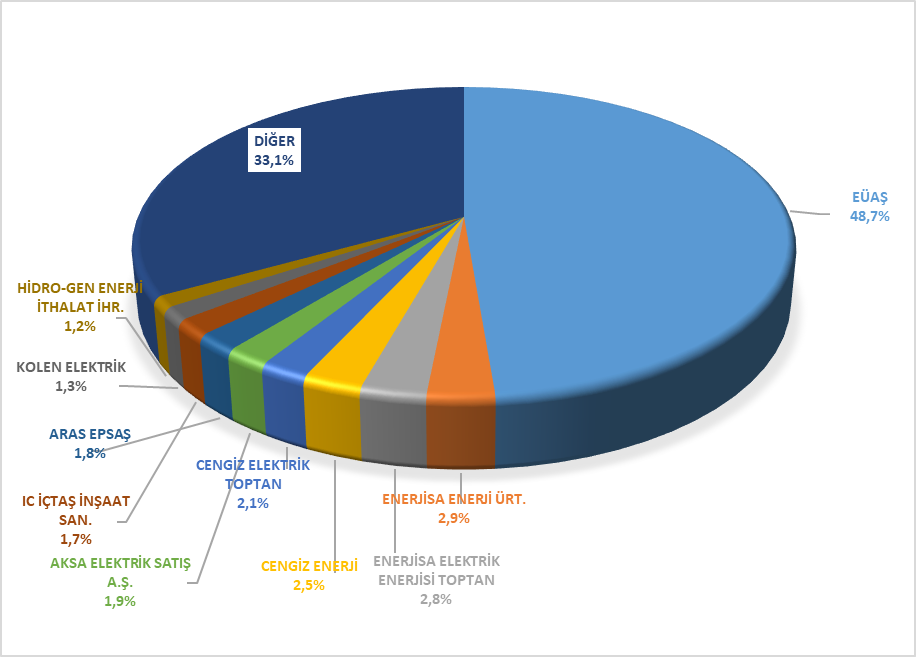 DİĞER
33,1%
EÜAŞ
48,7%
HİDRO-GEN ENERJİ
İTHALAT İHR.
1,2%
KOLEN ELEKTRİK
1,3%
ARAS EPSAŞ
1,8%
IC İÇTAŞ İNŞAAT
SAN.
1,7%
AKSA ELEKTRİK SATIŞ
A.Ş.
1,9%
CENGİZ ELEKTRİK
TOPTAN
2,1%
CENGİZ ENERJİ
2,5%
ENERJİSA ELEKTRİK
ENERJİSİ TOPTAN
2,8%
ENERJİSA ENERJİ ÜRT.
2,9%